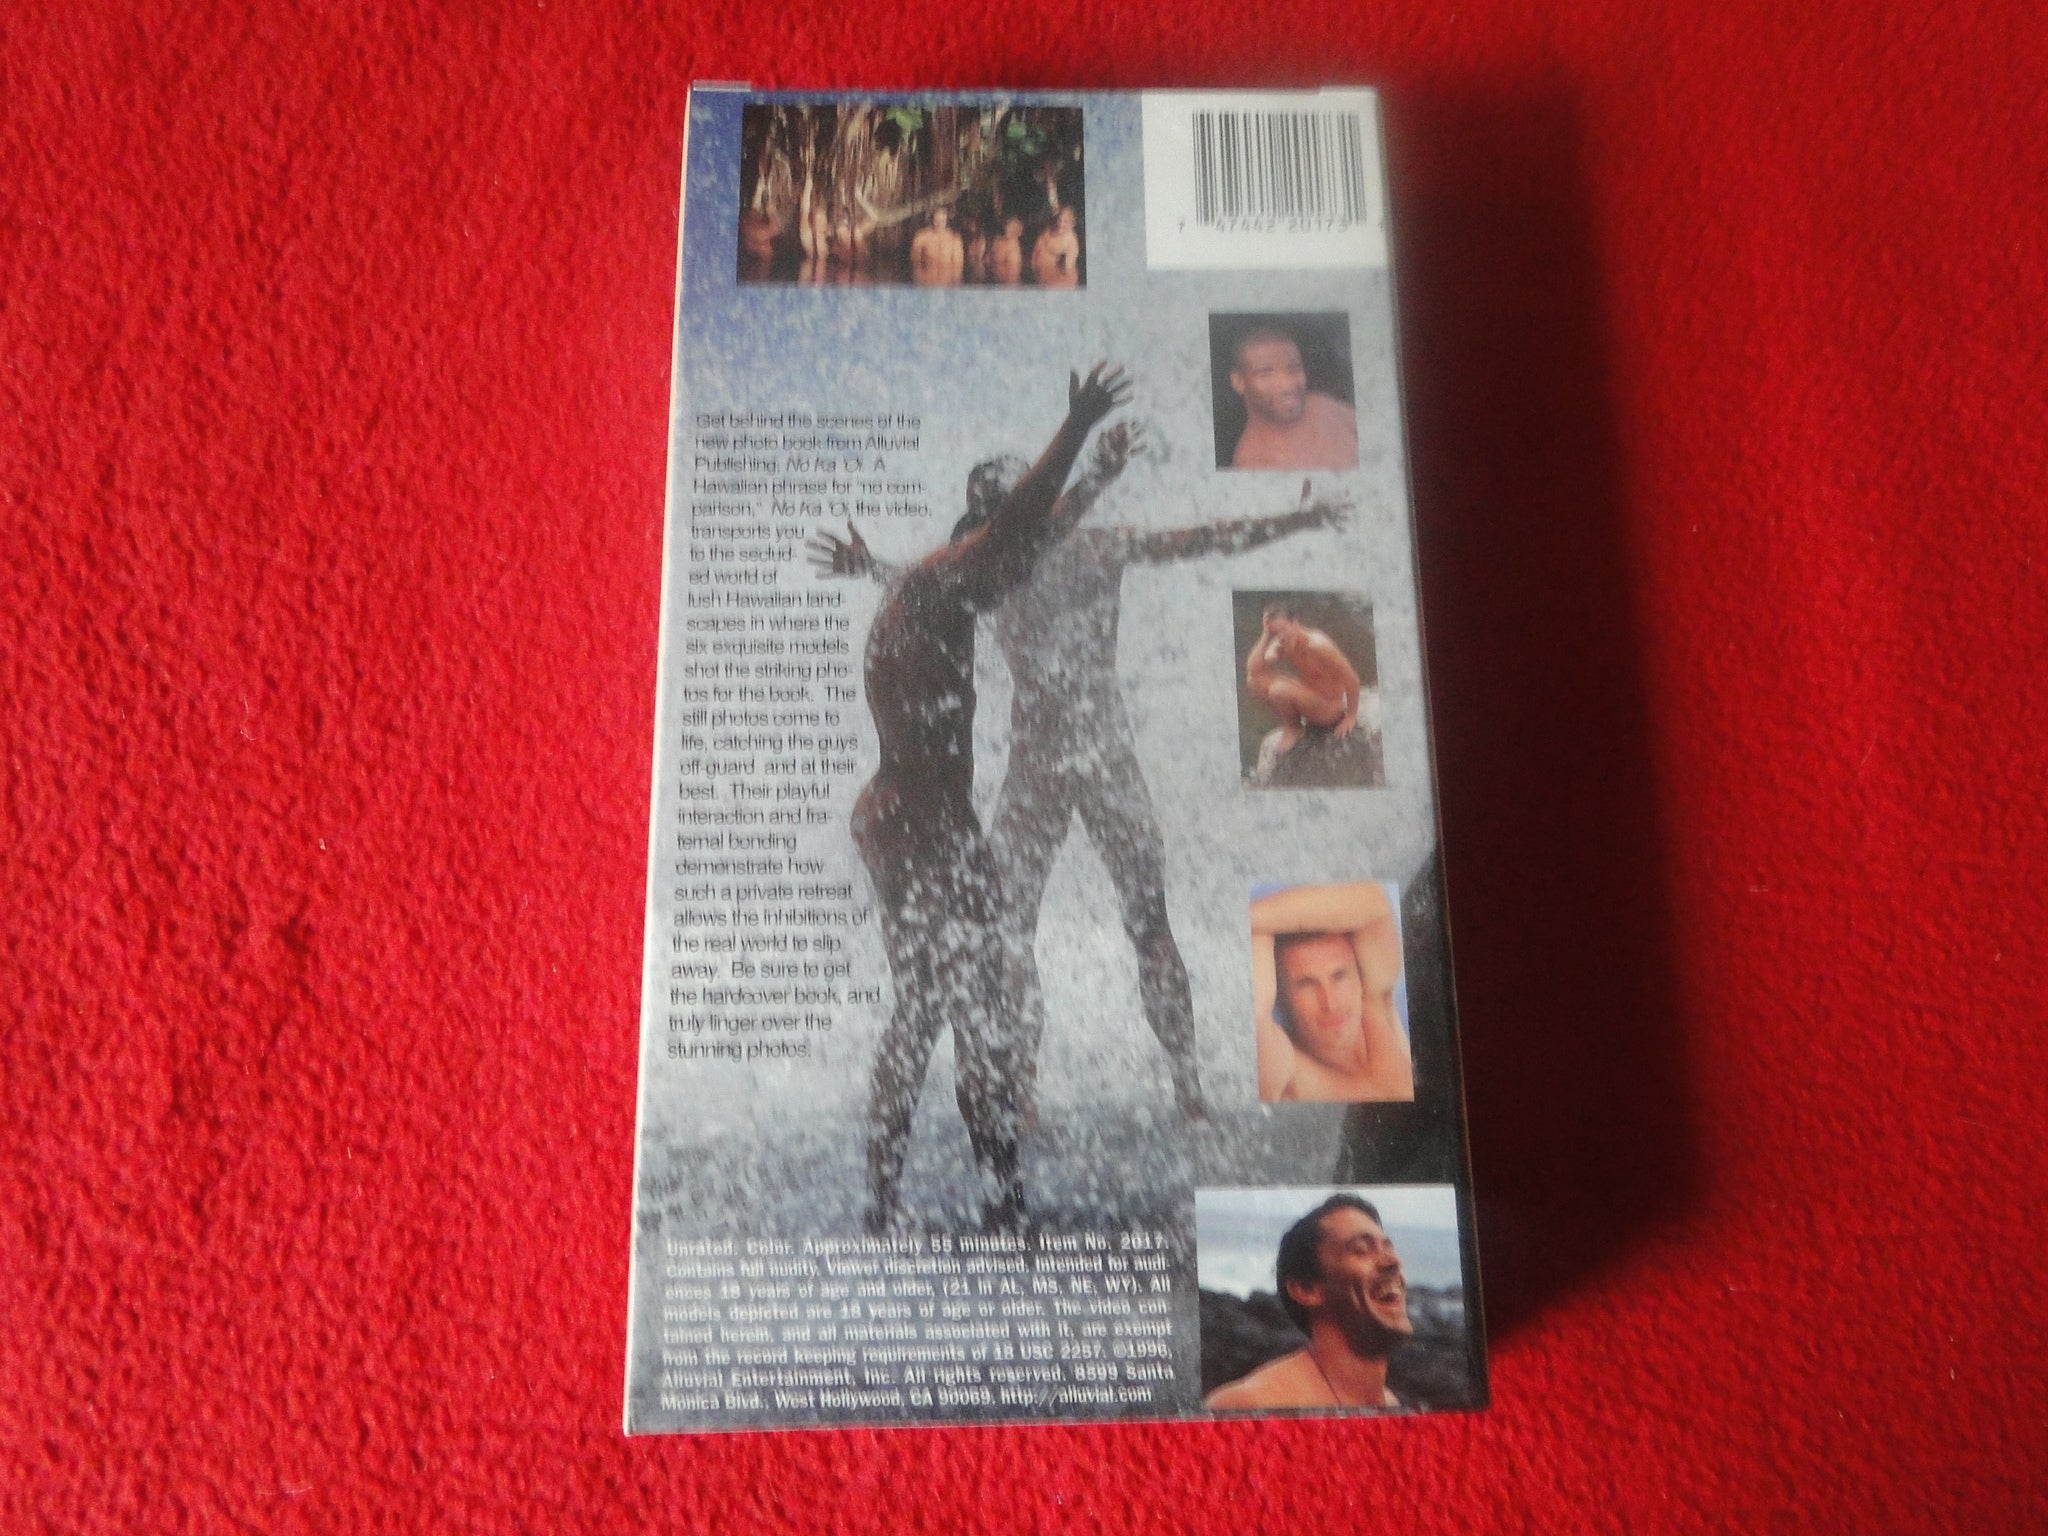 7 47442 20173
Get behind the scenes of the
new photo book from Alluvial
Publishing, No Ka 'Oi. A
Hawaiian phrase for "no com-
parison," No Ka 'Oi, the video,
transports you
to the seclud-
ed world of
lush Hawaiian land-
scapes in where the
six exquisite models
shot the striking pho-
tos for the book. The
still photos come to
life, catching the guys
off-guard and at their
best. Their playful
interaction and fra-
ternal bonding
demonstrate how
such a private retreat
allows the inhibitions of
the real world to slip
away. Be sure to get
the hardcover book, and
truly linger over the
stunning photos.
Unrated. Color. Approximately 55 minutes. Item No. 2017.
Contains full nudity. Viewer discretion advised. Intended for audi-
ences 18 years of age and older, (21 in AL, MS, NE, WY). All
models depicted are 18 years of age or older. The video con-
tained herein, and all materials associated with it, are exempt
from the record keeping requirements of 18 USC 2257. ©1996,
Alluvial Entertainment, Inc. All rights reserved. 8599 Santa
Monica Blvd., West Hollywood, CA 90069. http://alluvial.com